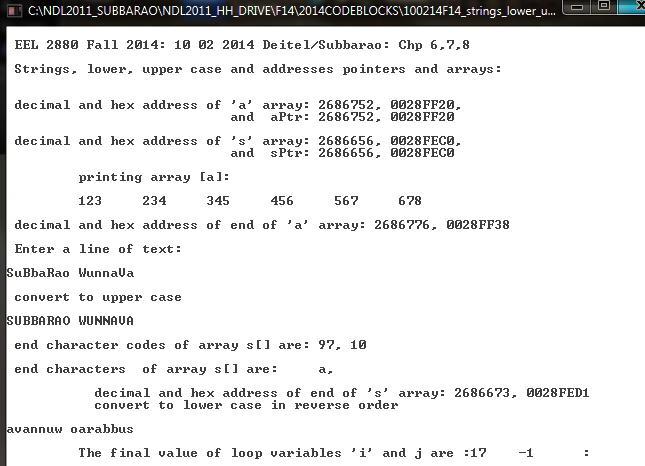 C:\NDL2011_SUBBARAO\NDL2011_HH_DRIVE\F14\2014CODEBLOCKS\100214F14_strings_lower_u...
EEL 2880 Fall 2014: 10 02 2014 Deitel/Subbarao: Chp 6,7,8
Strings, lower, upper case and addresses pointers and arrays:
decimal and hex address of 'a' array: 2686752, 0028FF20,
and aPtr: 2686752, 0028FF20
decimal and hex address of 's' array: 2686656, 0028FEC0,
and sPtr: 2686656, 0028FEC0
printing array [a]:
123 234 345 456 567 678
decimal and hex address of end of 'a' array: 2686776, 0028FF38
Enter a line of text:
SuBbaRao WunnaVa
convert to upper case
SUBBARAO WUNNAVA
end character codes of array s[] are: 97, 10
end characters of array s[] are: a,
decimal and hex address of end of 's' array: 2686673, 0028FED1
convert to lower case in reverse order
avannuw oarabbus
The final value of loop variables 'i' and j are :17 -1 :